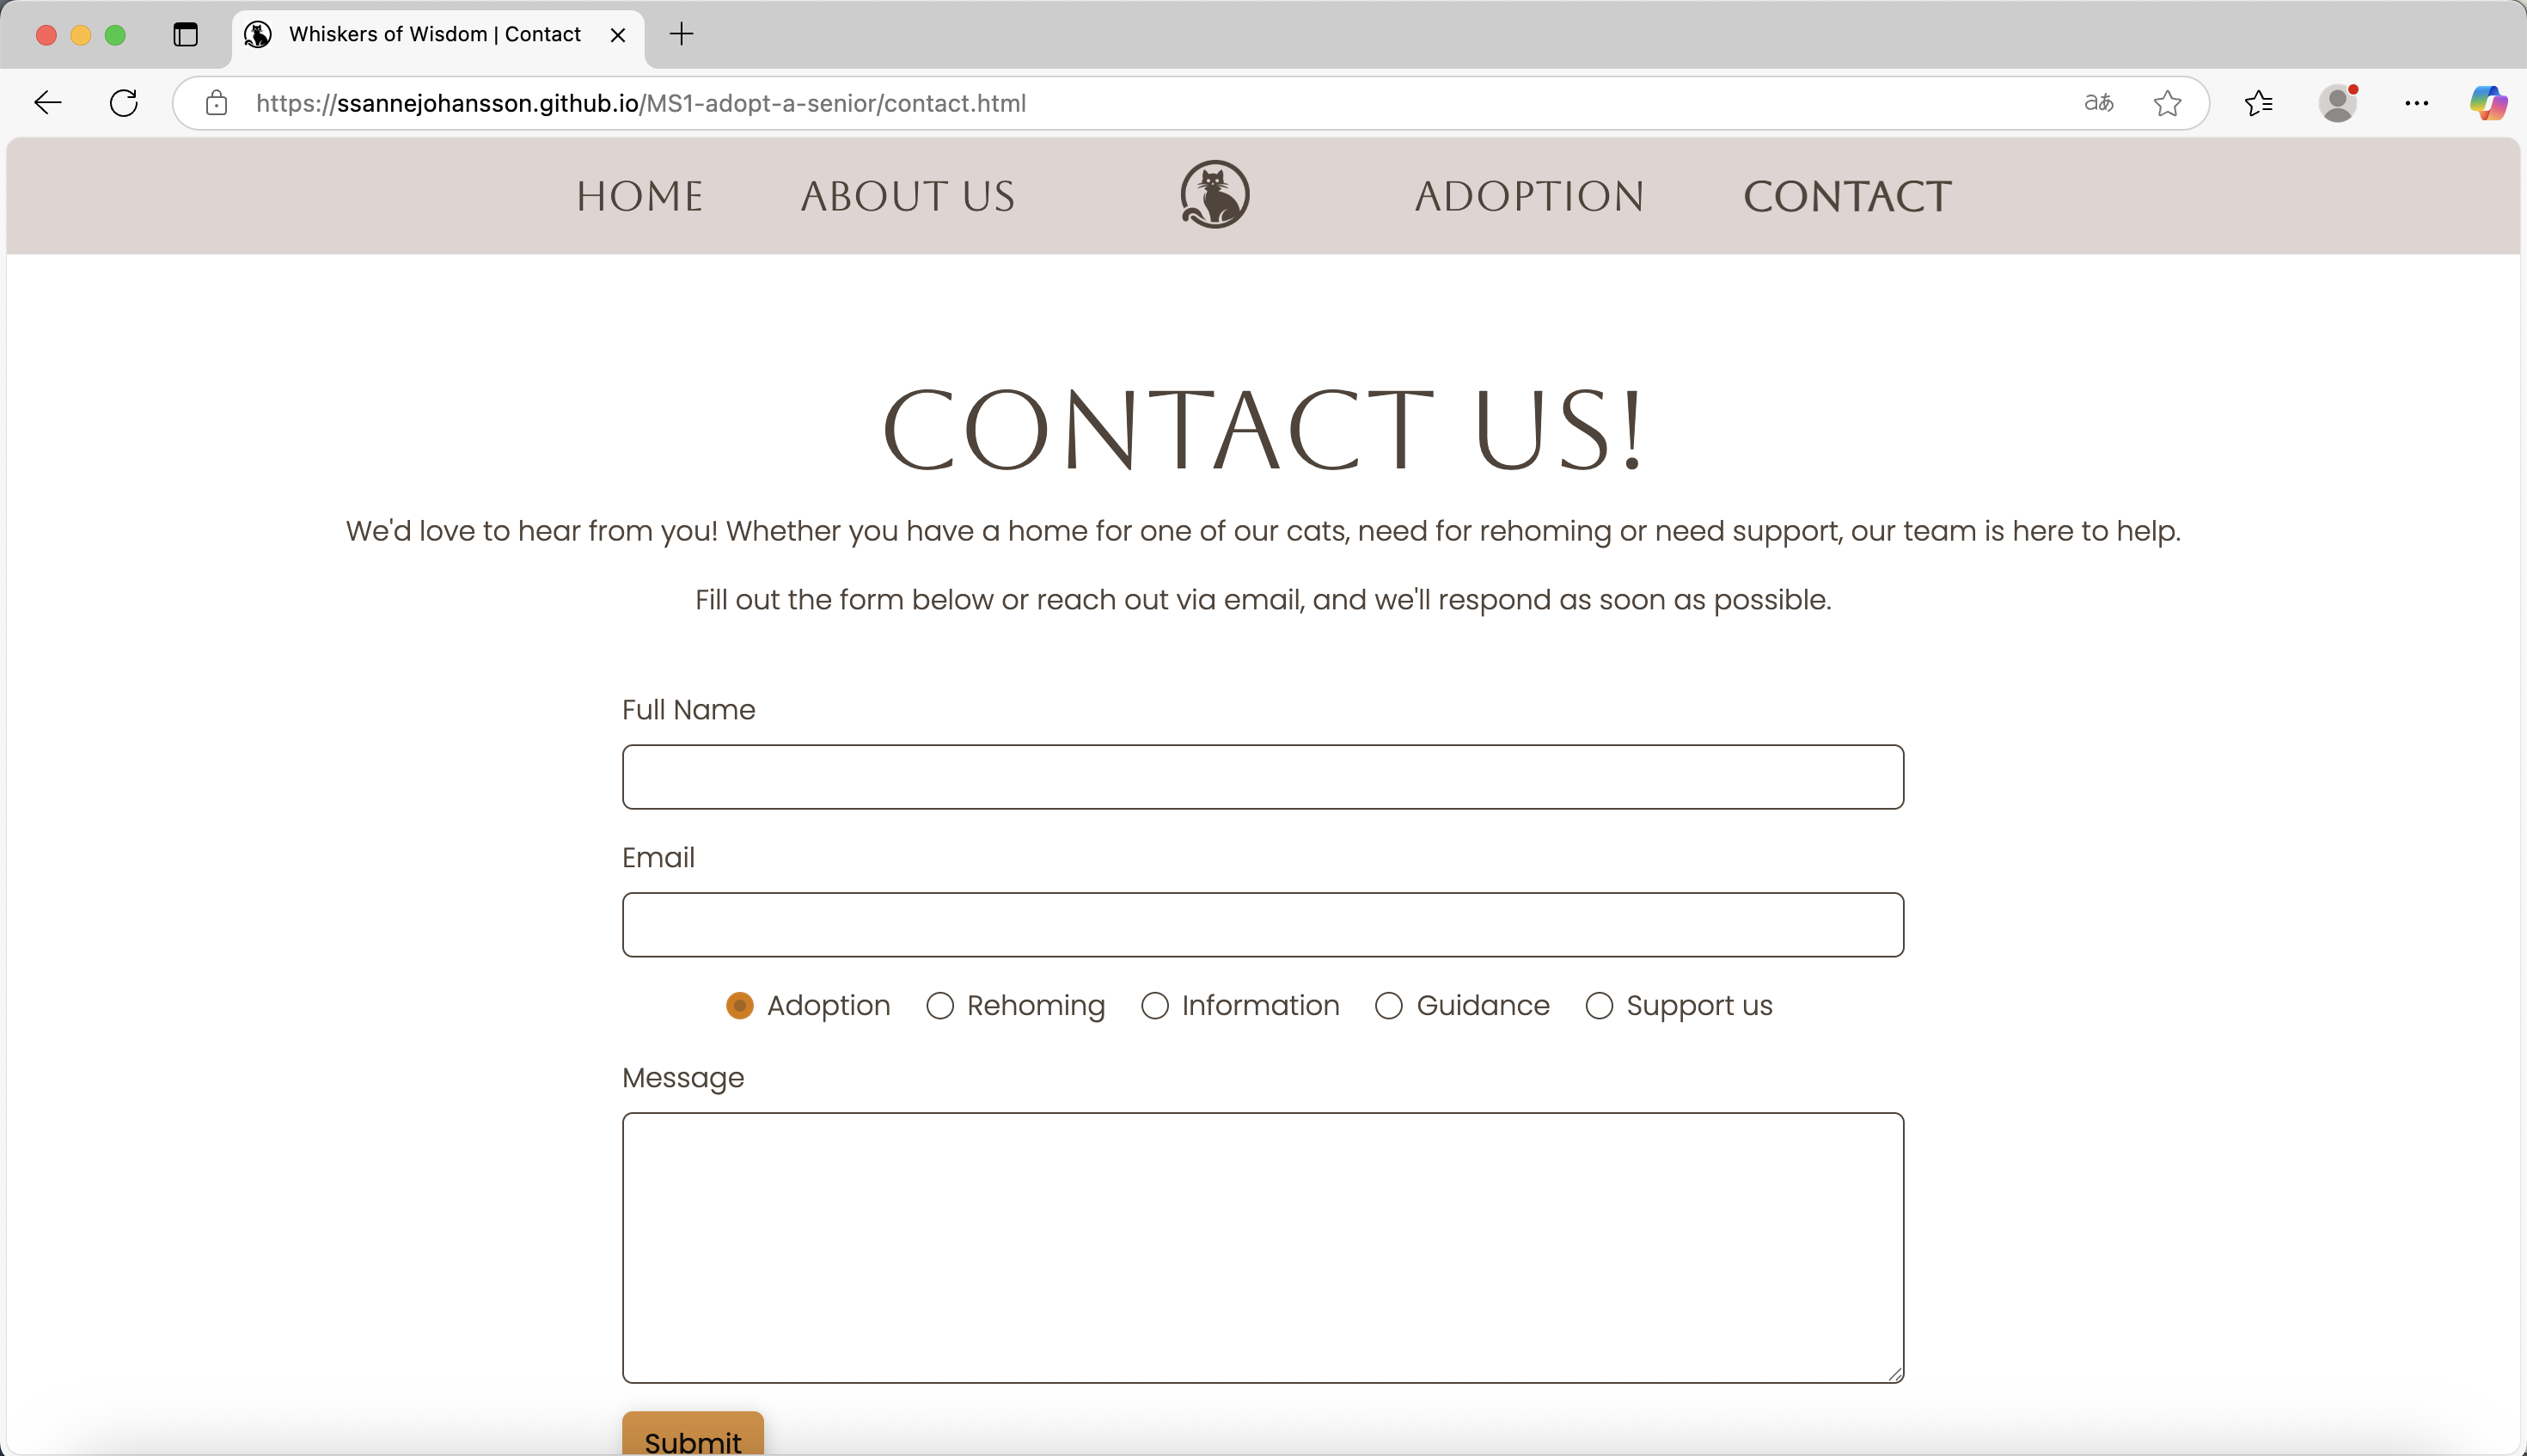 Whiskers of Wisdom | Contact
https://ssannejohansson.github.io/MS1-adopt-a-senior/contact.html
aあ
HOME ABOUT US ADOPTION CONTACT
CONTACT US!
We'd love to hear from you! Whether you have a home for one of our cats, need for rehoming or need support, our team is here to help.
Fill out the form below or reach out via email, and we'll respond as soon as possible.
Full Name
Email
Adoption Rehoming Information Guidance Support us
Message
Submit